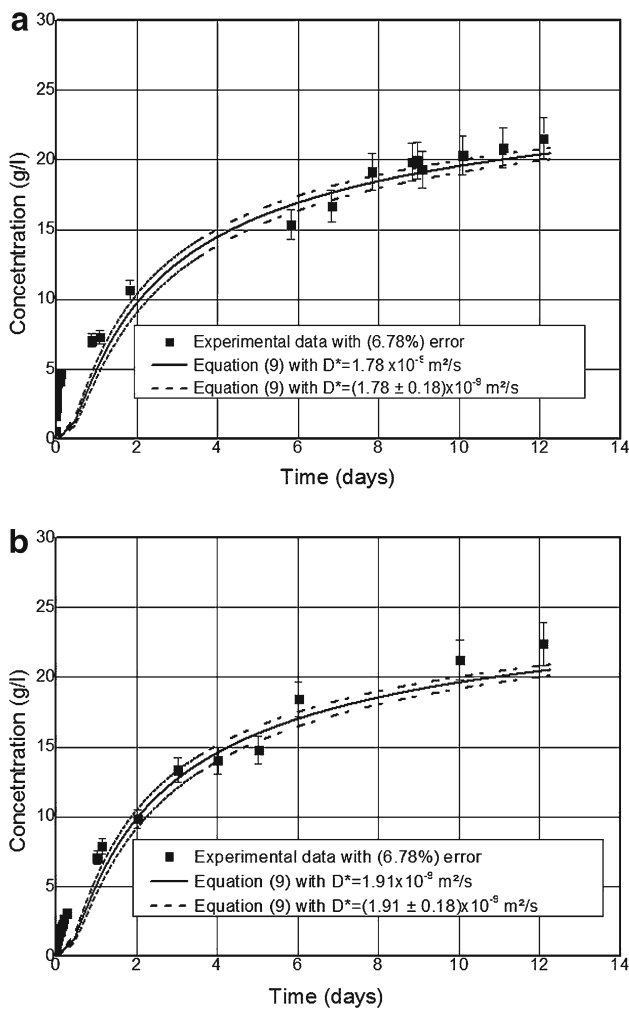 a
30
25
20
15
10
5
0
Concetntration (g/l)
Experimental data with (6.78%) error
Equation (9) with D*=1.78 x10⁻⁹ m²/s
Equation (9) with D*=(1.78 ± 0.18)x10⁻⁹ m²/s
0 2 4 6 8 10 12 14
Time (days)
b
30
25
20
15
10
5
0
Concetntration (g/l)
Experimental data with (6.78%) error
Equation (9) with D*=1.91x10⁻⁹ m²/s
Equation (9) with D*=(1.91 ± 0.18)x10⁻⁹ m²/s
0 2 4 6 8 10 12 14
Time (days)